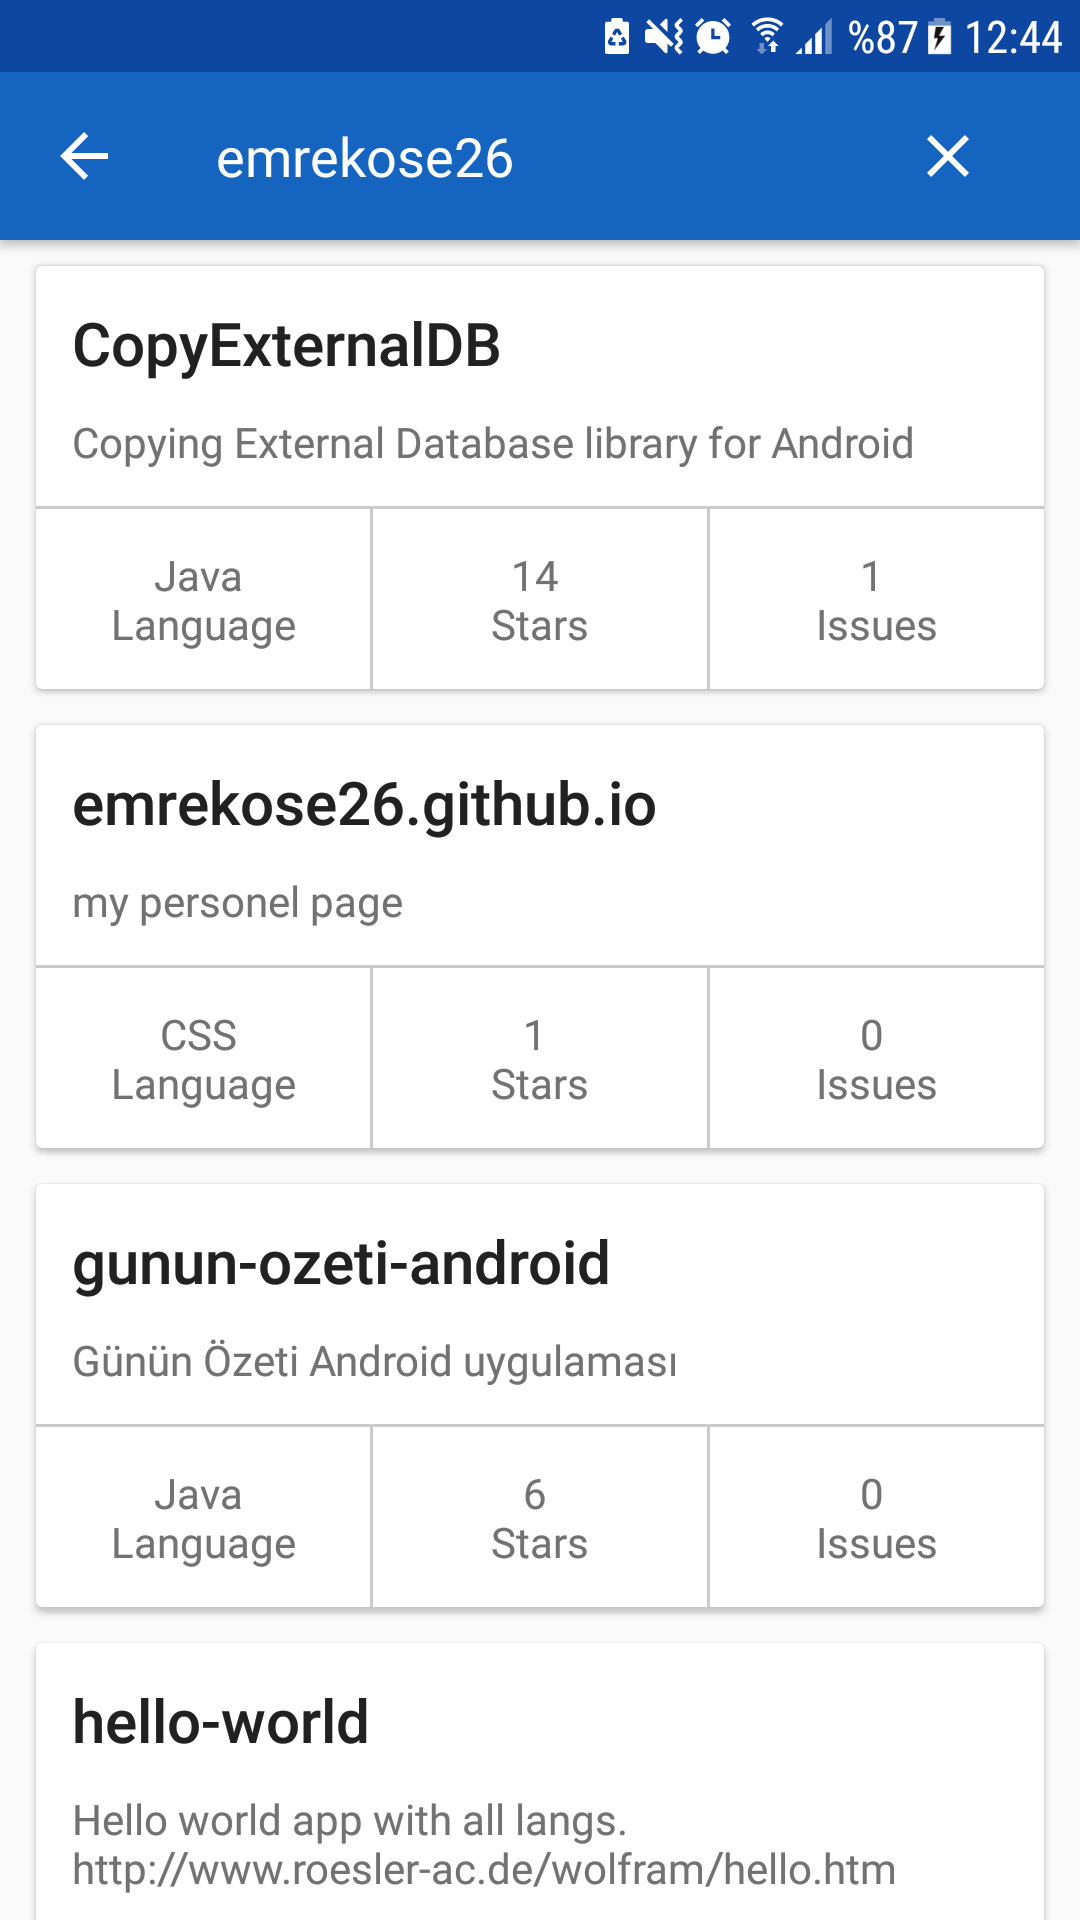 %87 12:44
emrekose26
CopyExternalDB
Copying External Database library for Android
Java 14 1
Language Stars Issues
emrekose26.github.io
my personel page
CSS 1 0
Language Stars Issues
gunun-ozeti-android
Günün Özeti Android uygulaması
Java 6 0
Language Stars Issues
hello-world
Hello world app with all langs.
http://www.roesler-ac.de/wolfram/hello.htm